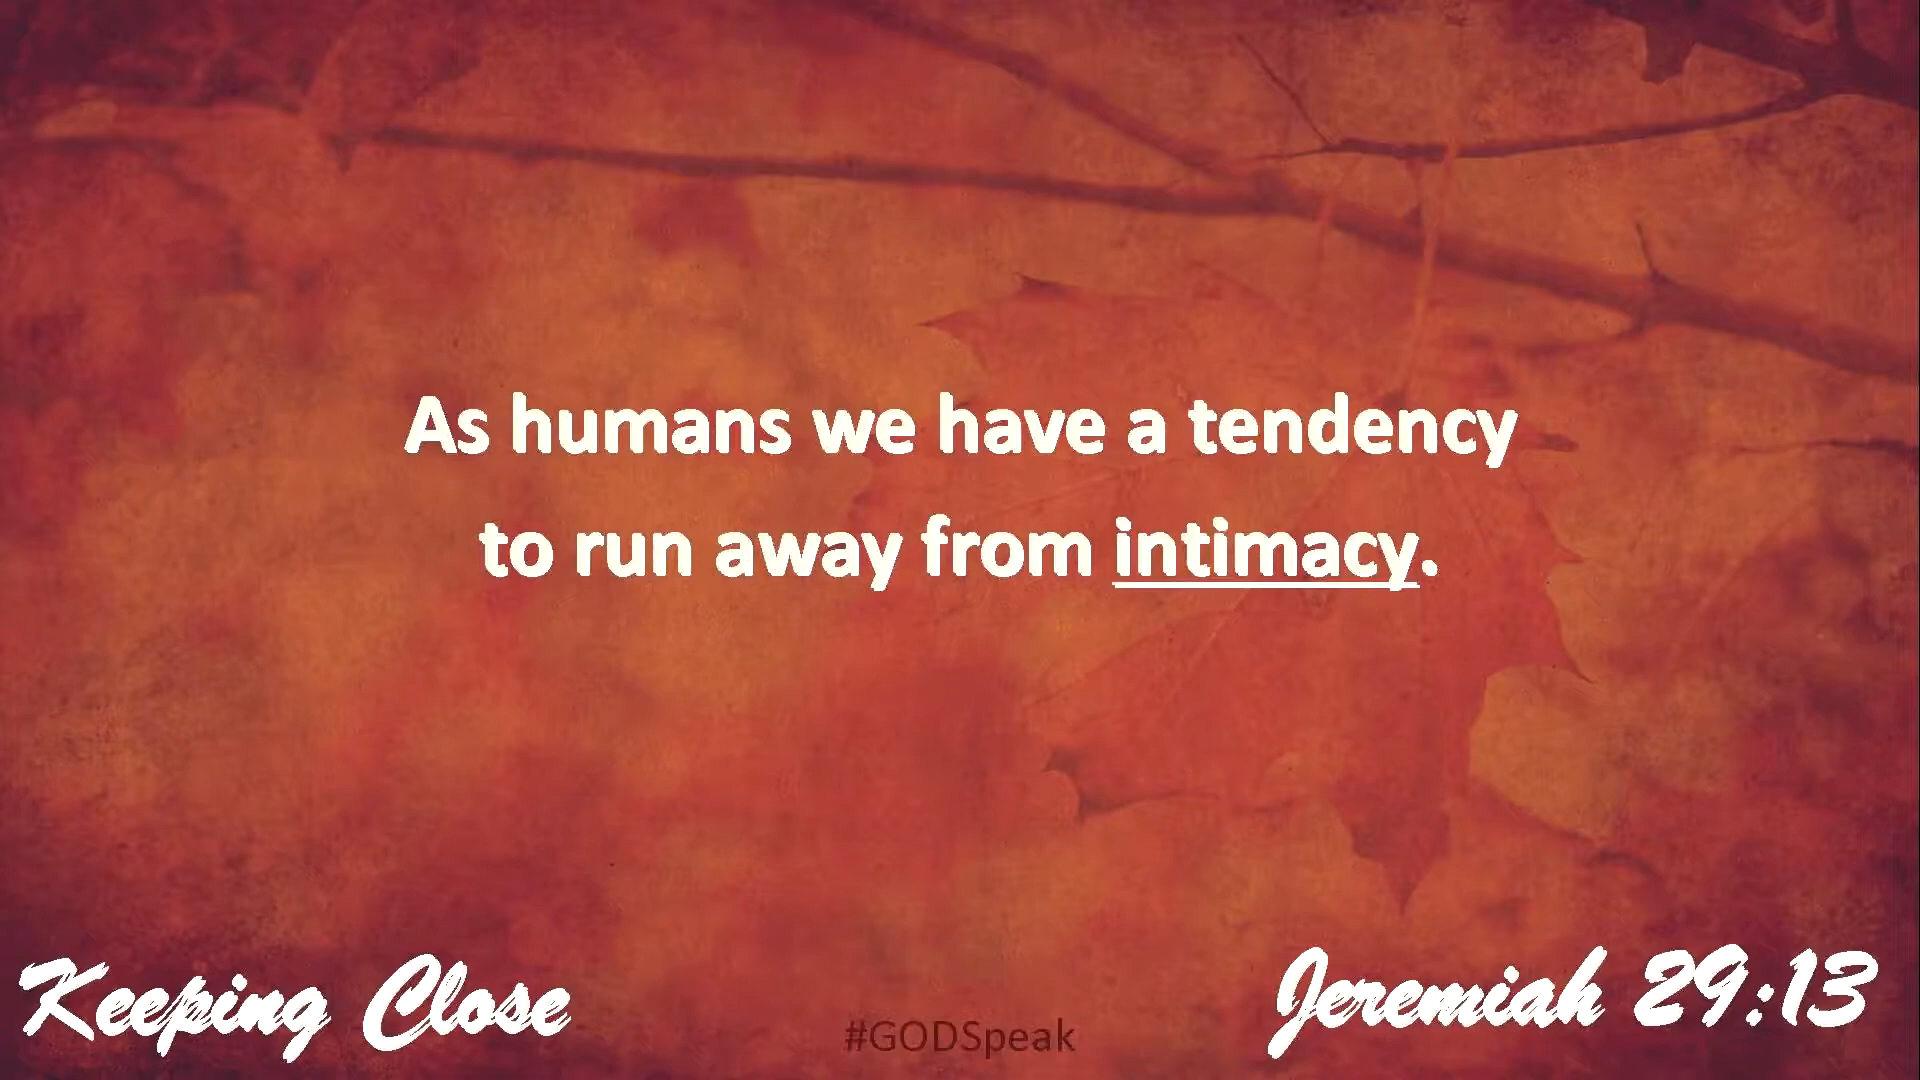 As humans we have a tendency
to run away from intimacy.
Keeping Close
#GODSpeak
Jeremiah 29:13